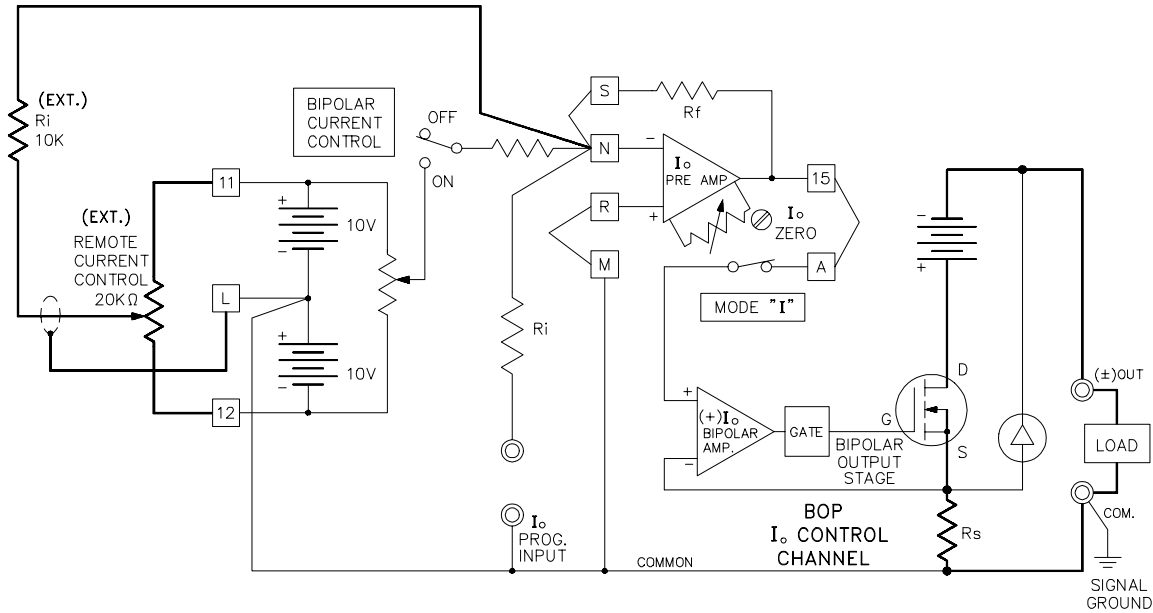 (EXT.)
Ri
10K
BIPOLAR
CURRENT
CONTROL
OFF
ON
S
Rf
N
−
Io
PRE AMP
+
15
R
M
Io
ZERO
A
MODE "I"
11
+
10V
−
(EXT.)
REMOTE
CURRENT
CONTROL
20KΩ
L
+
10V
−
12
Ri
Io
PROG.
INPUT
+
(+)Io
BIPOLAR
AMP.
−
GATE
BIPOLAR
OUTPUT
STAGE
−
+
D
G
S
(±)OUT
LOAD
COM.
BOP
Io CONTROL
CHANNEL
Rs
COMMON
SIGNAL
GROUND